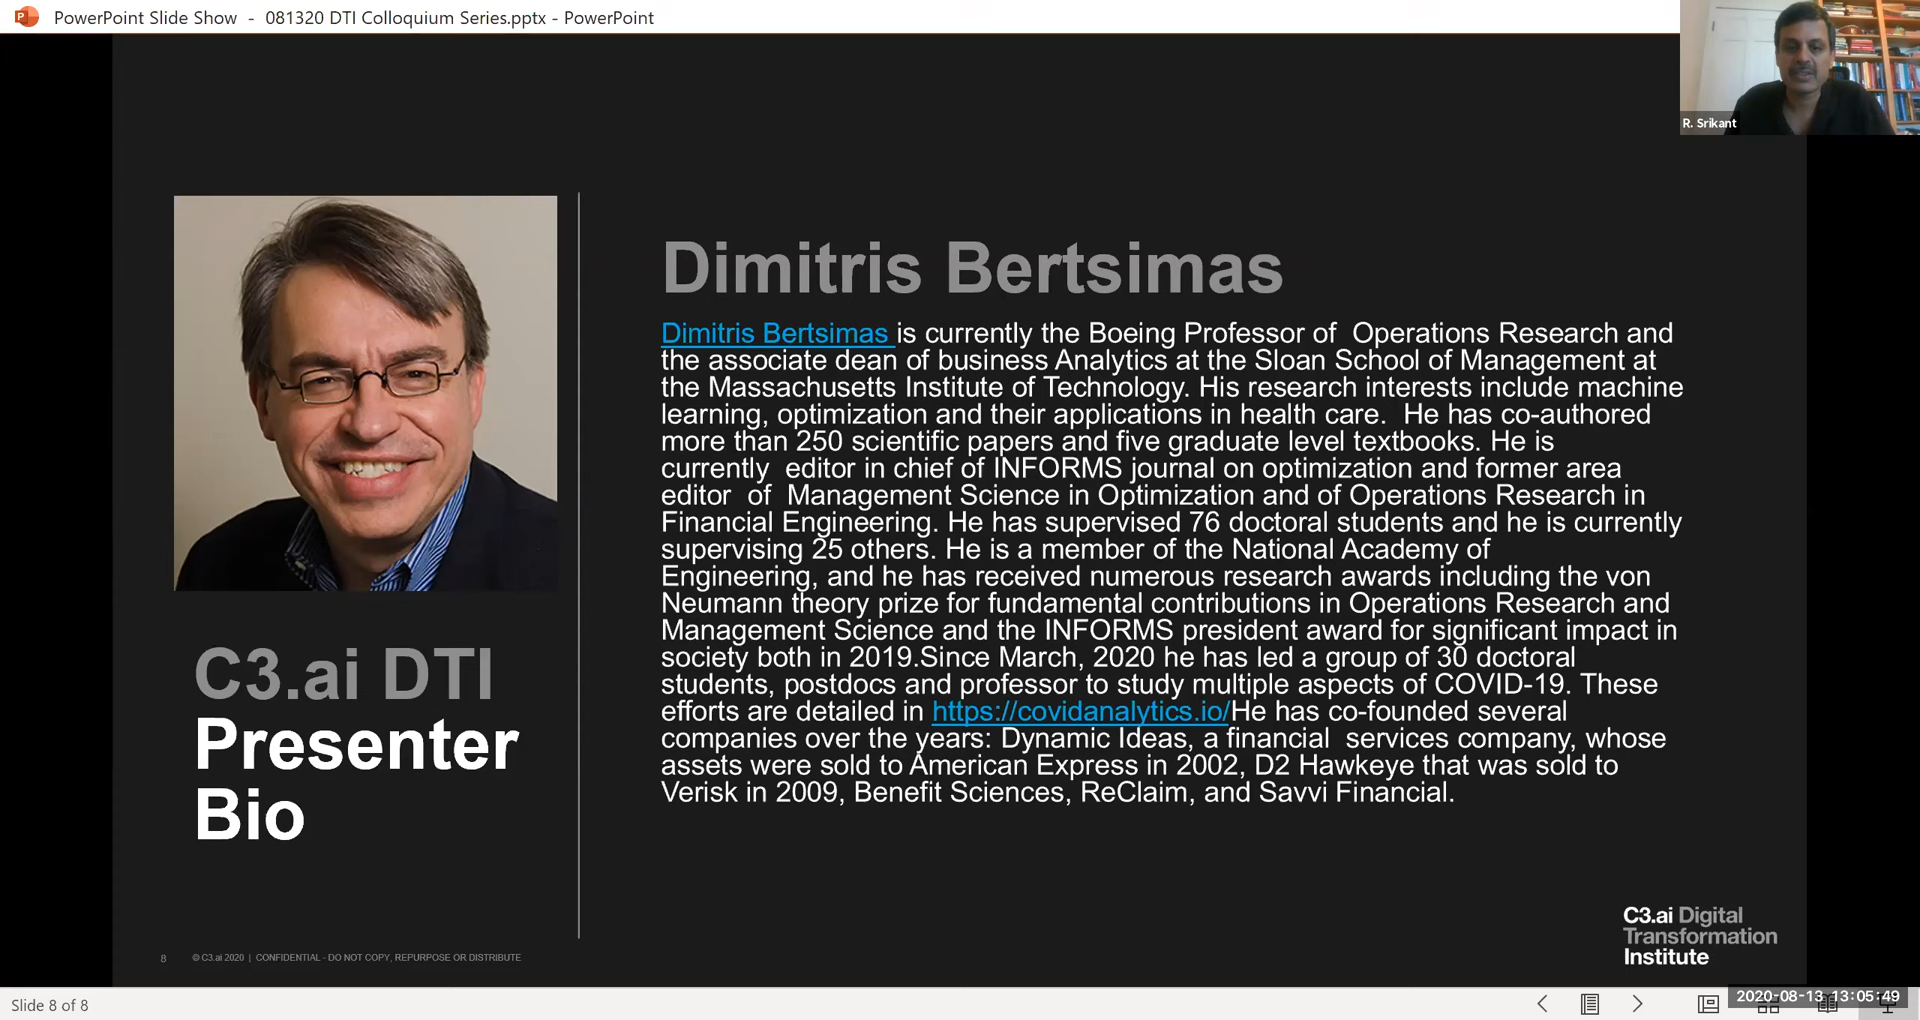 PowerPoint Slide Show - 081320 DTI Colloquium Series.pptx - PowerPoint
R. Srikant
Dimitris Bertsimas
Dimitris Bertsimas is currently the Boeing Professor of  Operations Research and
the associate dean of business Analytics at the Sloan School of Management at
the Massachusetts Institute of Technology. His research interests include machine
learning, optimization and their applications in health care.  He has co-authored
more than 250 scientific papers and five graduate level textbooks. He is
currently  editor in chief of INFORMS journal on optimization and former area
editor  of  Management Science in Optimization and of Operations Research in
Financial Engineering. He has supervised 76 doctoral students and he is currently
supervising 25 others. He is a member of the National Academy of
Engineering, and he has received numerous research awards including the von
Neumann theory prize for fundamental contributions in Operations Research and
Management Science and the INFORMS president award for significant impact in
society both in 2019.Since March, 2020 he has led a group of 30 doctoral
students, postdocs and professor to study multiple aspects of COVID-19. These
efforts are detailed in https://covidanalytics.io/He has co-founded several
companies over the years: Dynamic Ideas, a financial  services company, whose
assets were sold to American Express in 2002, D2 Hawkeye that was sold to
Verisk in 2009, Benefit Sciences, ReClaim, and Savvi Financial.
C3.ai DTI
Presenter
Bio
8 © C3.ai 2020 | CONFIDENTIAL - DO NOT COPY, REPURPOSE OR DISTRIBUTE
C3.ai Digital
Transformation
Institute
Slide 8 of 8
2020-08-13 13:05:49